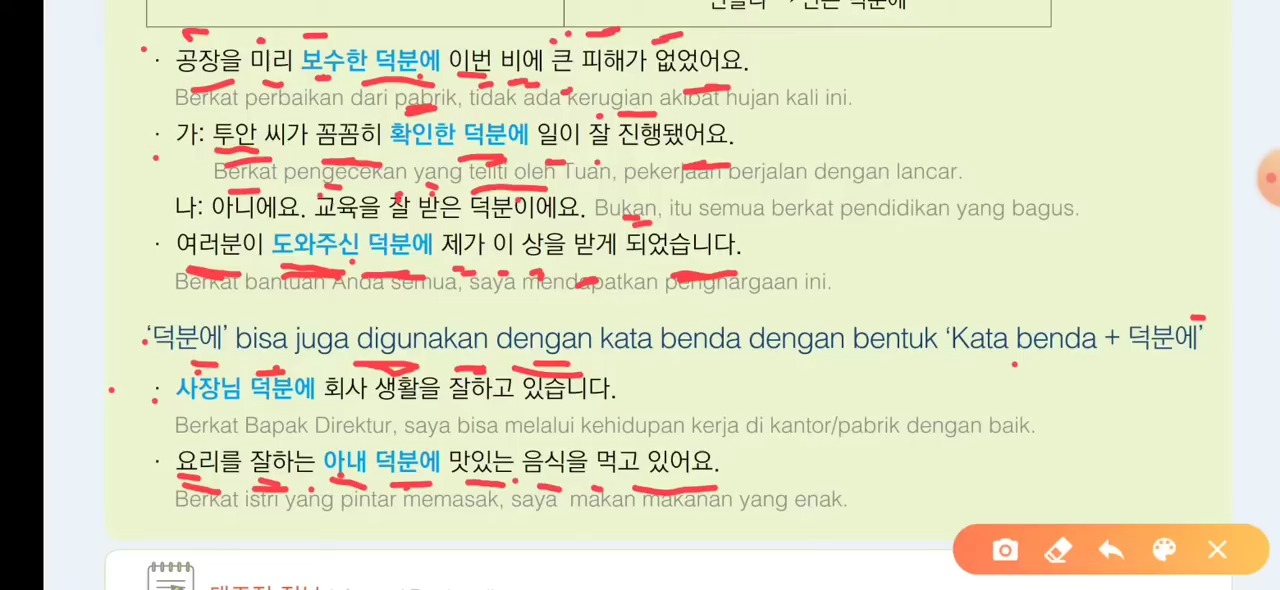 · 공장을 미리 보수한 덕분에 이번 비에 큰 피해가 없었어요.
Berkat perbaikan dari pabrik, tidak ada kerugian akibat hujan kali ini.
· 가: 투안 씨가 꼼꼼히 확인한 덕분에 일이 잘 진행됐어요.
Berkat pengecekan yang teliti oleh Tuan, pekerjaan berjalan dengan lancar.
나: 아니에요. 교육을 잘 받은 덕분이에요. Bukan, itu semua berkat pendidikan yang bagus.
· 여러분이 도와주신 덕분에 제가 이 상을 받게 되었습니다.
Berkat bantuan Anda semua, saya mendapatkan penghargaan ini.
'덕분에' bisa juga digunakan dengan kata benda dengan bentuk 'Kata benda + 덕분에'
· 사장님 덕분에 회사 생활을 잘하고 있습니다.
Berkat Bapak Direktur, saya bisa melalui kehidupan kerja di kantor/pabrik dengan baik.
· 요리를 잘하는 아내 덕분에 맛있는 음식을 먹고 있어요.
Berkat istri yang pintar memasak, saya makan makanan yang enak.